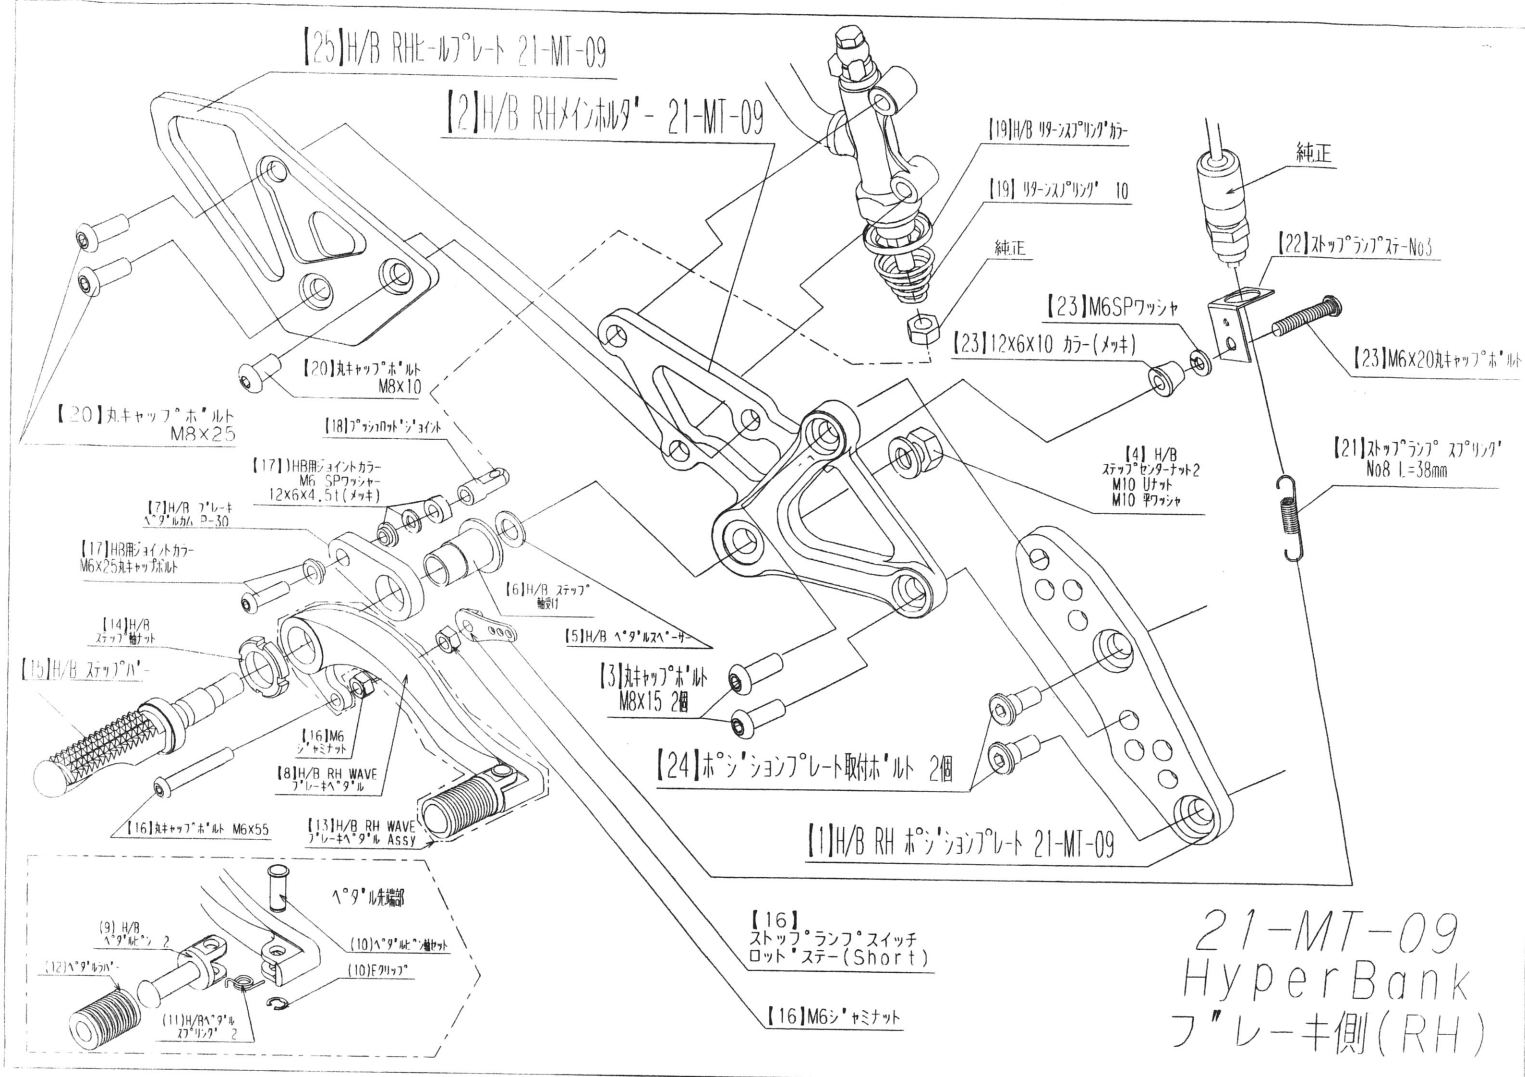 【25】H/B RHヒールプレート 21-MT-09
【2】H/B RHメインホルダー 21-MT-09
【19】H/B リターンスプリングカラー
【19】リターンスプリング 10
純正
純正
【22】ストップランプステーNo3
【23】M6SPワッシャ
【23】12x6x10 カラー(メッキ)
【23】M6x20丸キャップボルト
【20】丸キャップボルト
M8x10
【20】丸キャップボルト
M8x25
【18】プッシュロッドジョイント
【17】)HB用ジョイントカラー
M6 SPワッシャー
12x6x4.5t(メッキ)
【7】H/B ブレーキ
ペダルカム P-30
【17】HB用ジョイントカラー
M6x25丸キャップボルト
【4】H/B
ステップセンターナット2
M10 Uナット
M10 平ワッシャ
【21】ストップランプ スプリング
No8 L=38mm
【6】H/B ステップ
軸受け
【5】H/B ペダルスペーサー
【14】H/B
ステップ軸ナット
【15】H/B ステップバー
【3】丸キャップボルト
M8x15 2個
【16】M6
ジャミナット
【8】H/B RH WAVE
ブレーキペダル
【24】ポジションプレート取付ボルト 2個
【16】丸キャップボルト M6x55
【13】H/B RH WAVE
ブレーキペダル Assy
【1】H/B RH ポジションプレート 21-MT-09
ペダル先端部
(9) H/B
ペダルピン 2
(10)ペダルピン軸セット
(10)Eクリップ
(12)ペダルラバー
(11)H/Bペダル
スプリング 2
【16】
ストップランプスイッチ
ロッドステー(Short)
【16】M6ジャミナット
21-MT-09
HyperBank
ブレーキ側(RH)